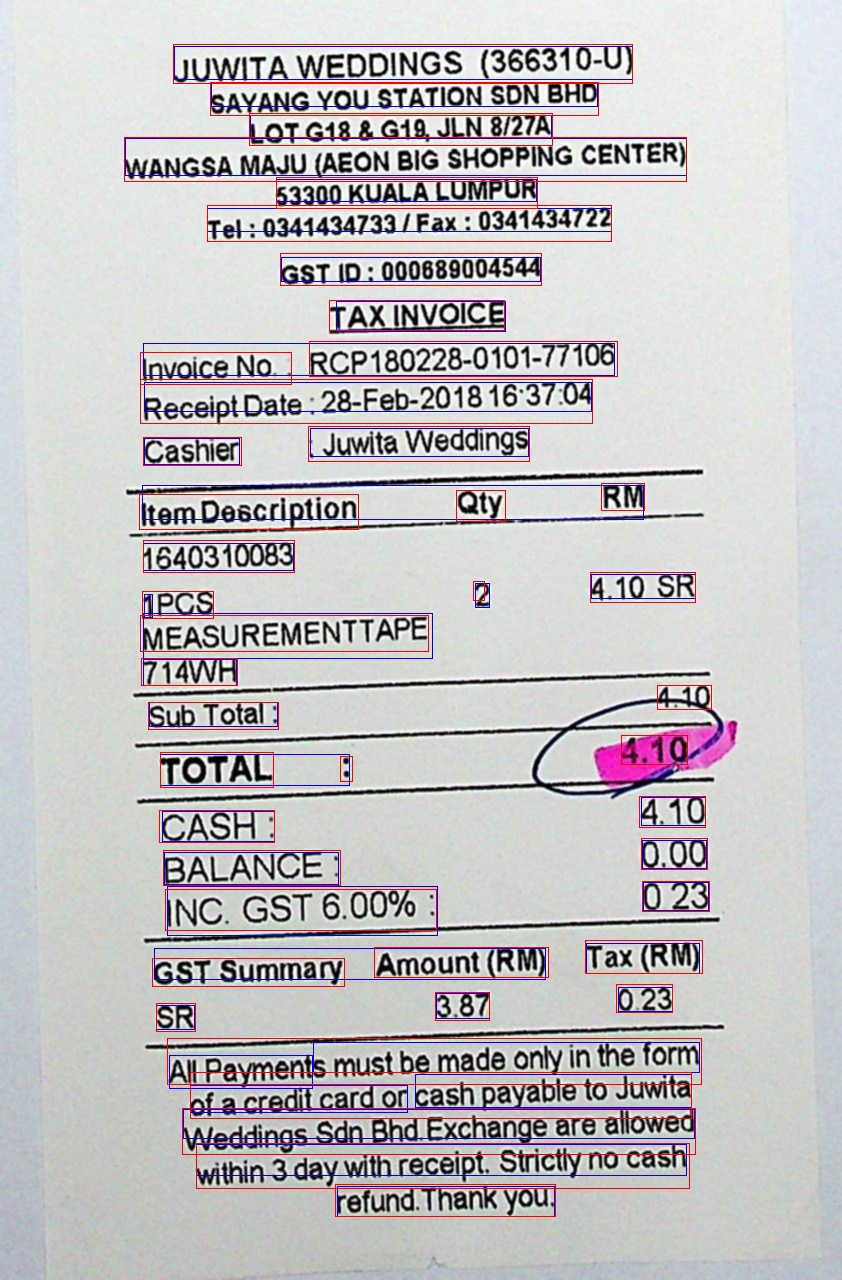 JUWITA WEDDINGS (366310-U)
SAYANG YOU STATION SDN BHD
LOT G18 & G19, JLN 8/27A
WANGSA MAJU (AEON BIG SHOPPING CENTER)
53300 KUALA LUMPUR
Tel : 0341434733 / Fax : 0341434722
GST ID : 000689004544
TAX INVOICE
Invoice No. : RCP180228-0101-77106
Receipt Date : 28-Feb-2018 16:37:04
Cashier : Juwita Weddings
Item Description Qty RM
1640310083
1PCS 2 4.10 SR
MEASUREMENTTAPE
714WH
Sub Total : 4.10
TOTAL : 4.10
CASH : 4.10
BALANCE : 0.00
INC. GST 6.00% : 0.23
GST Summary Amount (RM) Tax (RM)
SR 3.87 0.23
All Payments must be made only in the form
of a credit card or cash payable to Juwita
Weddings Sdn Bhd.Exchange are allowed
within 3 day with receipt. Strictly no cash
refund.Thank you.